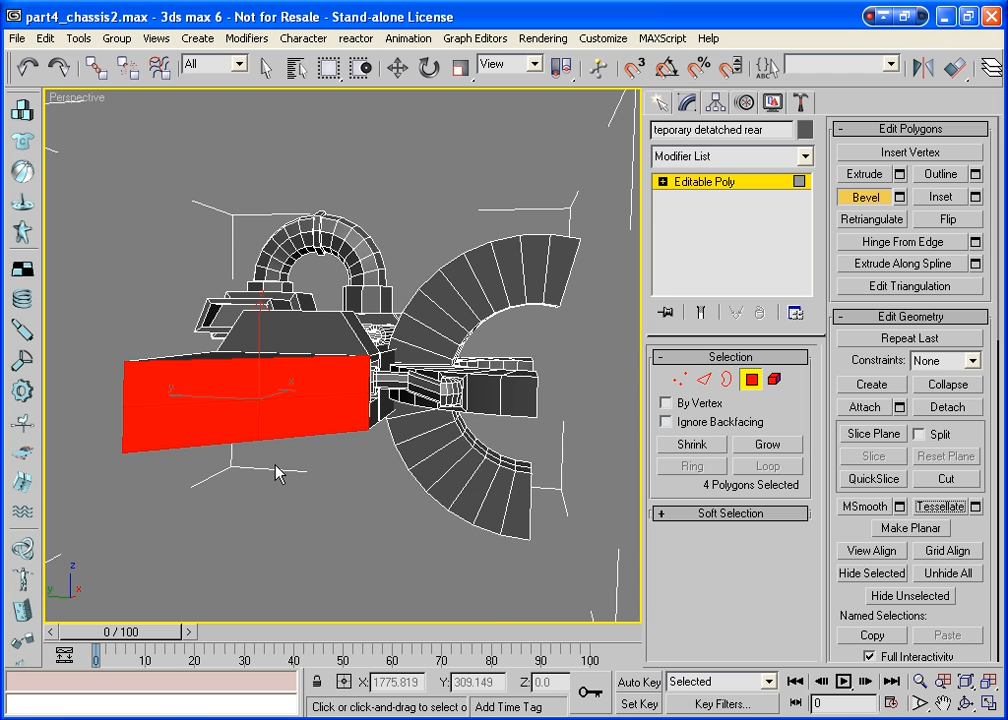 part4_chassis2.max - 3ds max 6 - Not for Resale - Stand-alone License
File Edit Tools Group Views Create Modifiers Character reactor Animation Graph Editors Rendering Customize MAXScript Help
All View 3 % {} ABC
Perspective
teporary detatched rear
Modifier List
Editable Poly
- Selection
By Vertex
Ignore Backfacing
Shrink Grow
Ring Loop
4 Polygons Selected
+ Soft Selection
- Edit Polygons
Insert Vertex
Extrude Outline
Bevel Inset
Retriangulate Flip
Hinge From Edge
Extrude Along Spline
Edit Triangulation
- Edit Geometry
Repeat Last
Constraints: None
Create Collapse
Attach Detach
Slice Plane Split
Slice Reset Plane
QuickSlice Cut
MSmooth Tessellate
Make Planar
View Align Grid Align
Hide Selected Unhide All
Hide Unselected
Named Selections:
Copy Paste
Full Interactivity
y x
z
y x
< 0 / 100 >
0 10 20 30 40 50 60 70 80 90 100
X: 1775.819 Y: 309.149 Z: 0.0
Auto Key Selected
Click or click-and-drag to select o Add Time Tag
Set Key Key Filters... 0